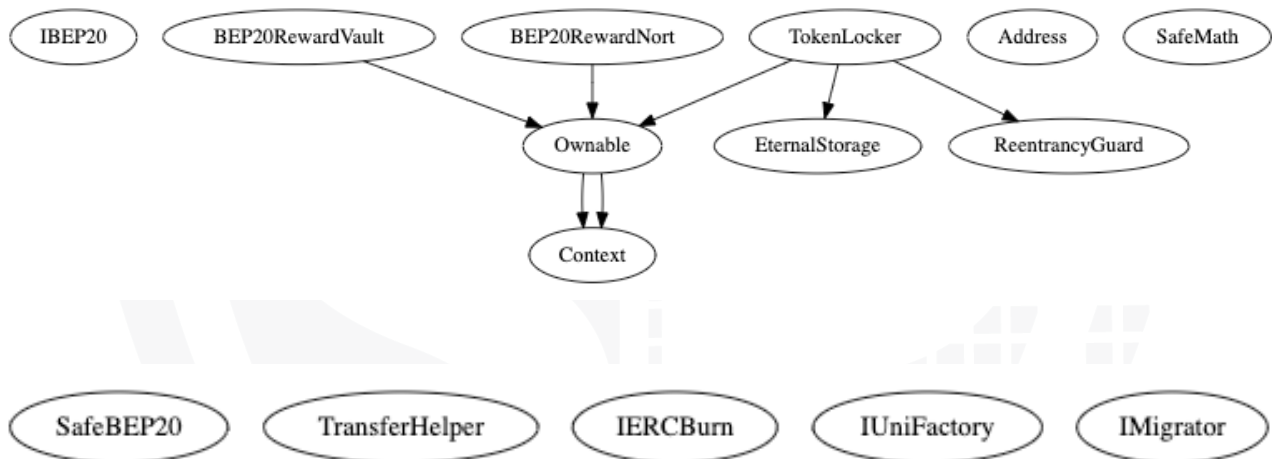 IBEP20 BEP20RewardVault BEP20RewardNort TokenLocker Address SafeMath
Ownable EternalStorage ReentrancyGuard
Context
SafeBEP20 TransferHelper IERCBurn IUniFactory IMigrator